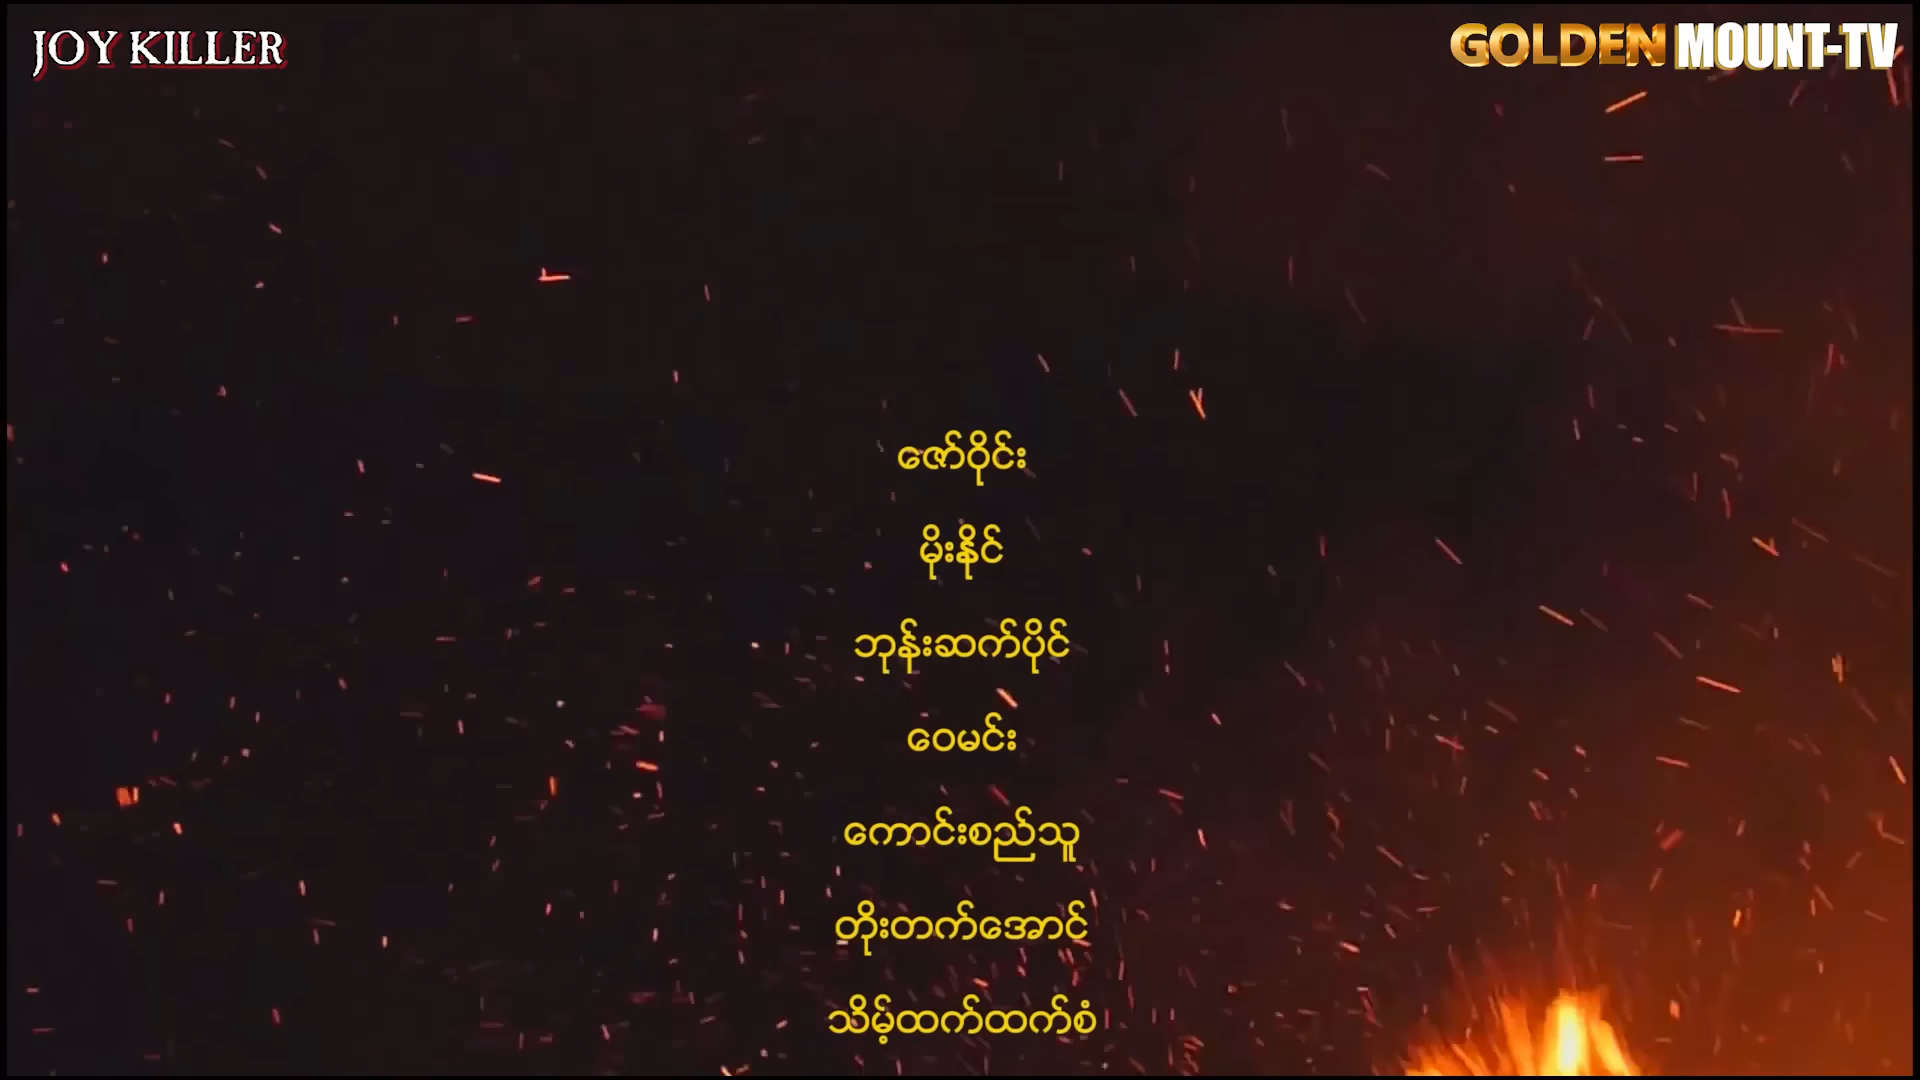 JOY KILLER
GOLDEN MOUNT-TV
ဇော်ဝိုင်း
မိုးနိုင်
ဘုန်းဆက်ပိုင်
ဝေမင်း
ကောင်းစည်သူ
တိုးတက်အောင်
သိမ့်ထက်ထက်စံ